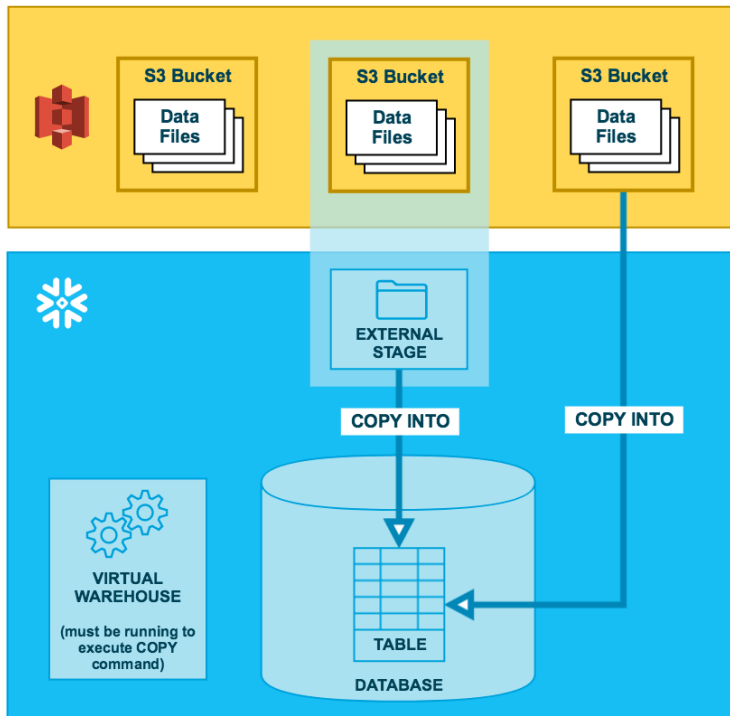 S3 Bucket
Data
Files
S3 Bucket
Data
Files
S3 Bucket
Data
Files
EXTERNAL
STAGE
COPY INTO
COPY INTO
VIRTUAL
WAREHOUSE
(must be running to
execute COPY
command)
TABLE
DATABASE